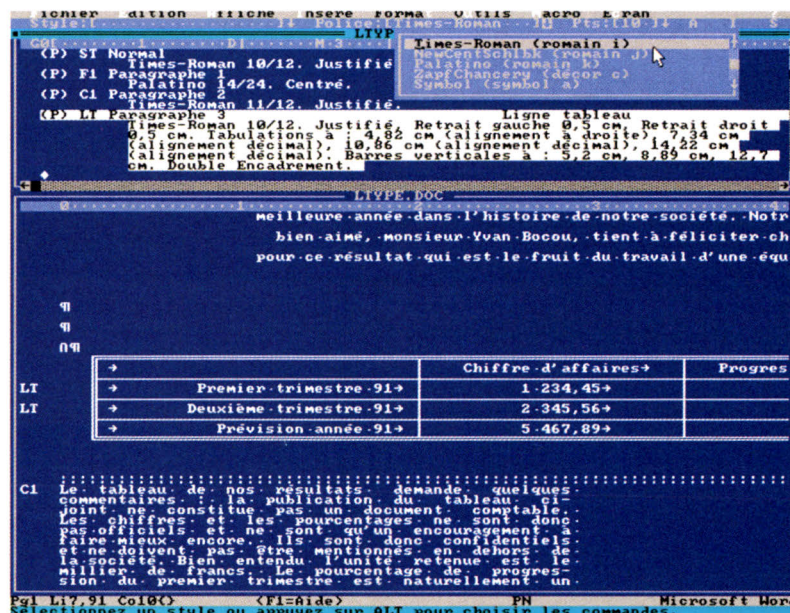 Fichier Edition Affiche Insère Format Outils Macro Ecran
Style:[ ]↓ Police:[Times-Roman ]↓ Pts:[10 ]↓ A I S
LTYP
Times-Roman (romain i)
NewCentSchlbk (romain j)
Palatino (romain k)
ZapfChancery (décor c)
Symbol (symbol a)
(P) ST Normal
Times-Roman 10/12. Justifié
(P) F1 Paragraphe 1
Palatino 14/24. Centré.
(P) C1 Paragraphe 2
Times-Roman 11/12. Justifié.
(P) LT Paragraphe 3 Ligne tableau
Times-Roman 10/12. Justifié, Retrait gauche 0,5 cm, Retrait droit
0,5 cm. Tabulation à : 4,82 cm (alignement à droite), 7,34 cm
(alignement décimal), 10,86 cm (alignement décimal), 14,22 cm
(alignement décimal). Barres verticales à : 5,2 cm, 8,89 cm, 12,7
cm. Double Encadrement.
LTYPE.DOC
meilleure·année·dans·l'histoire·de·notre·société.·Notr
bien·aimé,·monsieur·Yvan·Bocou,·tient·à·féliciter·ch
pour·ce·résultat·qui·est·le·fruit·du·travail·d'une·équ
¶
¶
∩¶
→ Chiffre·d'affaires→ Progres
LT → Premier·trimestre·91→ 1·234,45→
LT → Deuxième·trimestre·91→ 2·345,56→
→ Prévision·année·91→ 5·467,89→
C1 Le· tableau· de· nos· résultats· demande· quelques·
commentaires· :· la· publication· du· tableau· ci-
joint· ne· constitue· pas· un· document· comptable.·
Les· chiffres· et· les· pourcentages· ne· sont· donc·
pas·officiels· et· ne· sont· qu'un· encouragement· à·
faire·mieux· encore.· Ils· sont· donc· confidentiels·
et·ne·doivent· pas· être· mentionnés· en· dehors· de·
la·société.·Bien· entendu· l'unité· retenue· est· le·
millier· de· francs.· Le· pourcentage· de· progres-
sion· du· premier· trimestre· est· naturellement· un·
Pg1 Li7,91 Co10{} <F1=Aide> PN Microsoft Wor
Sélectionnez un style ou appuyez sur ALT pour choisir les commandes